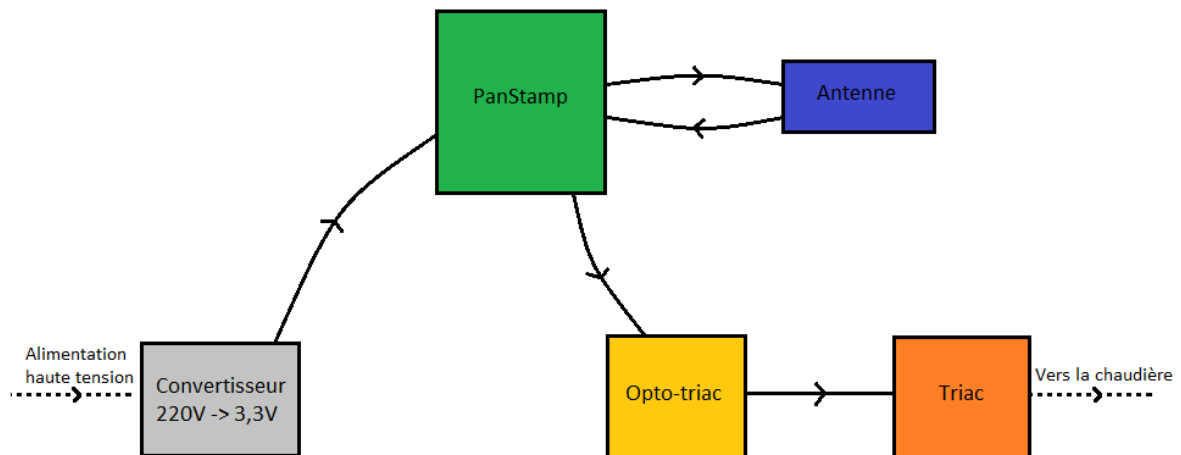 PanStamp
Antenne
Alimentation
haute tension
Convertisseur
220V -> 3,3V
Opto-triac
Triac
Vers la chaudière